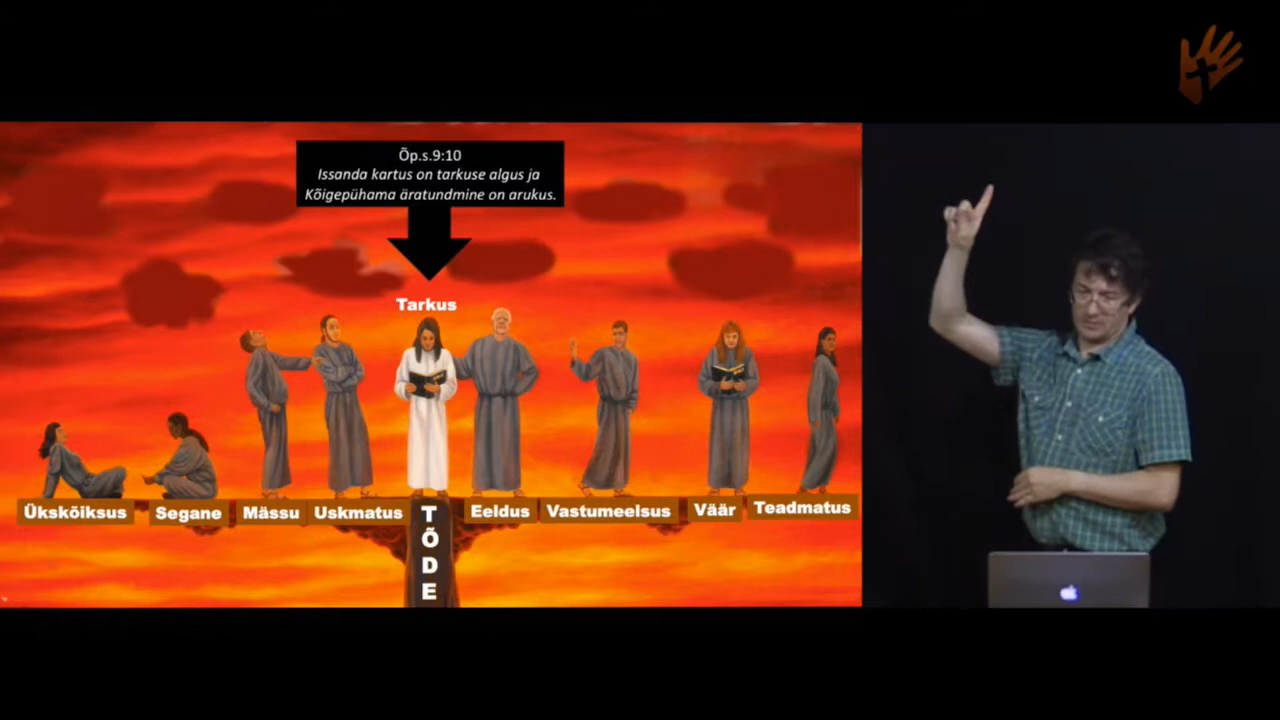 Õp.s.9:10
Issanda kartus on tarkuse algus ja
Kõigepühama äratundmine on arukus.
Tarkus
Ükskõiksus
Segane
Mässu
Uskmatus
TÕDE
Eeldus
Vastumeelsus
Väär
Teadmatus